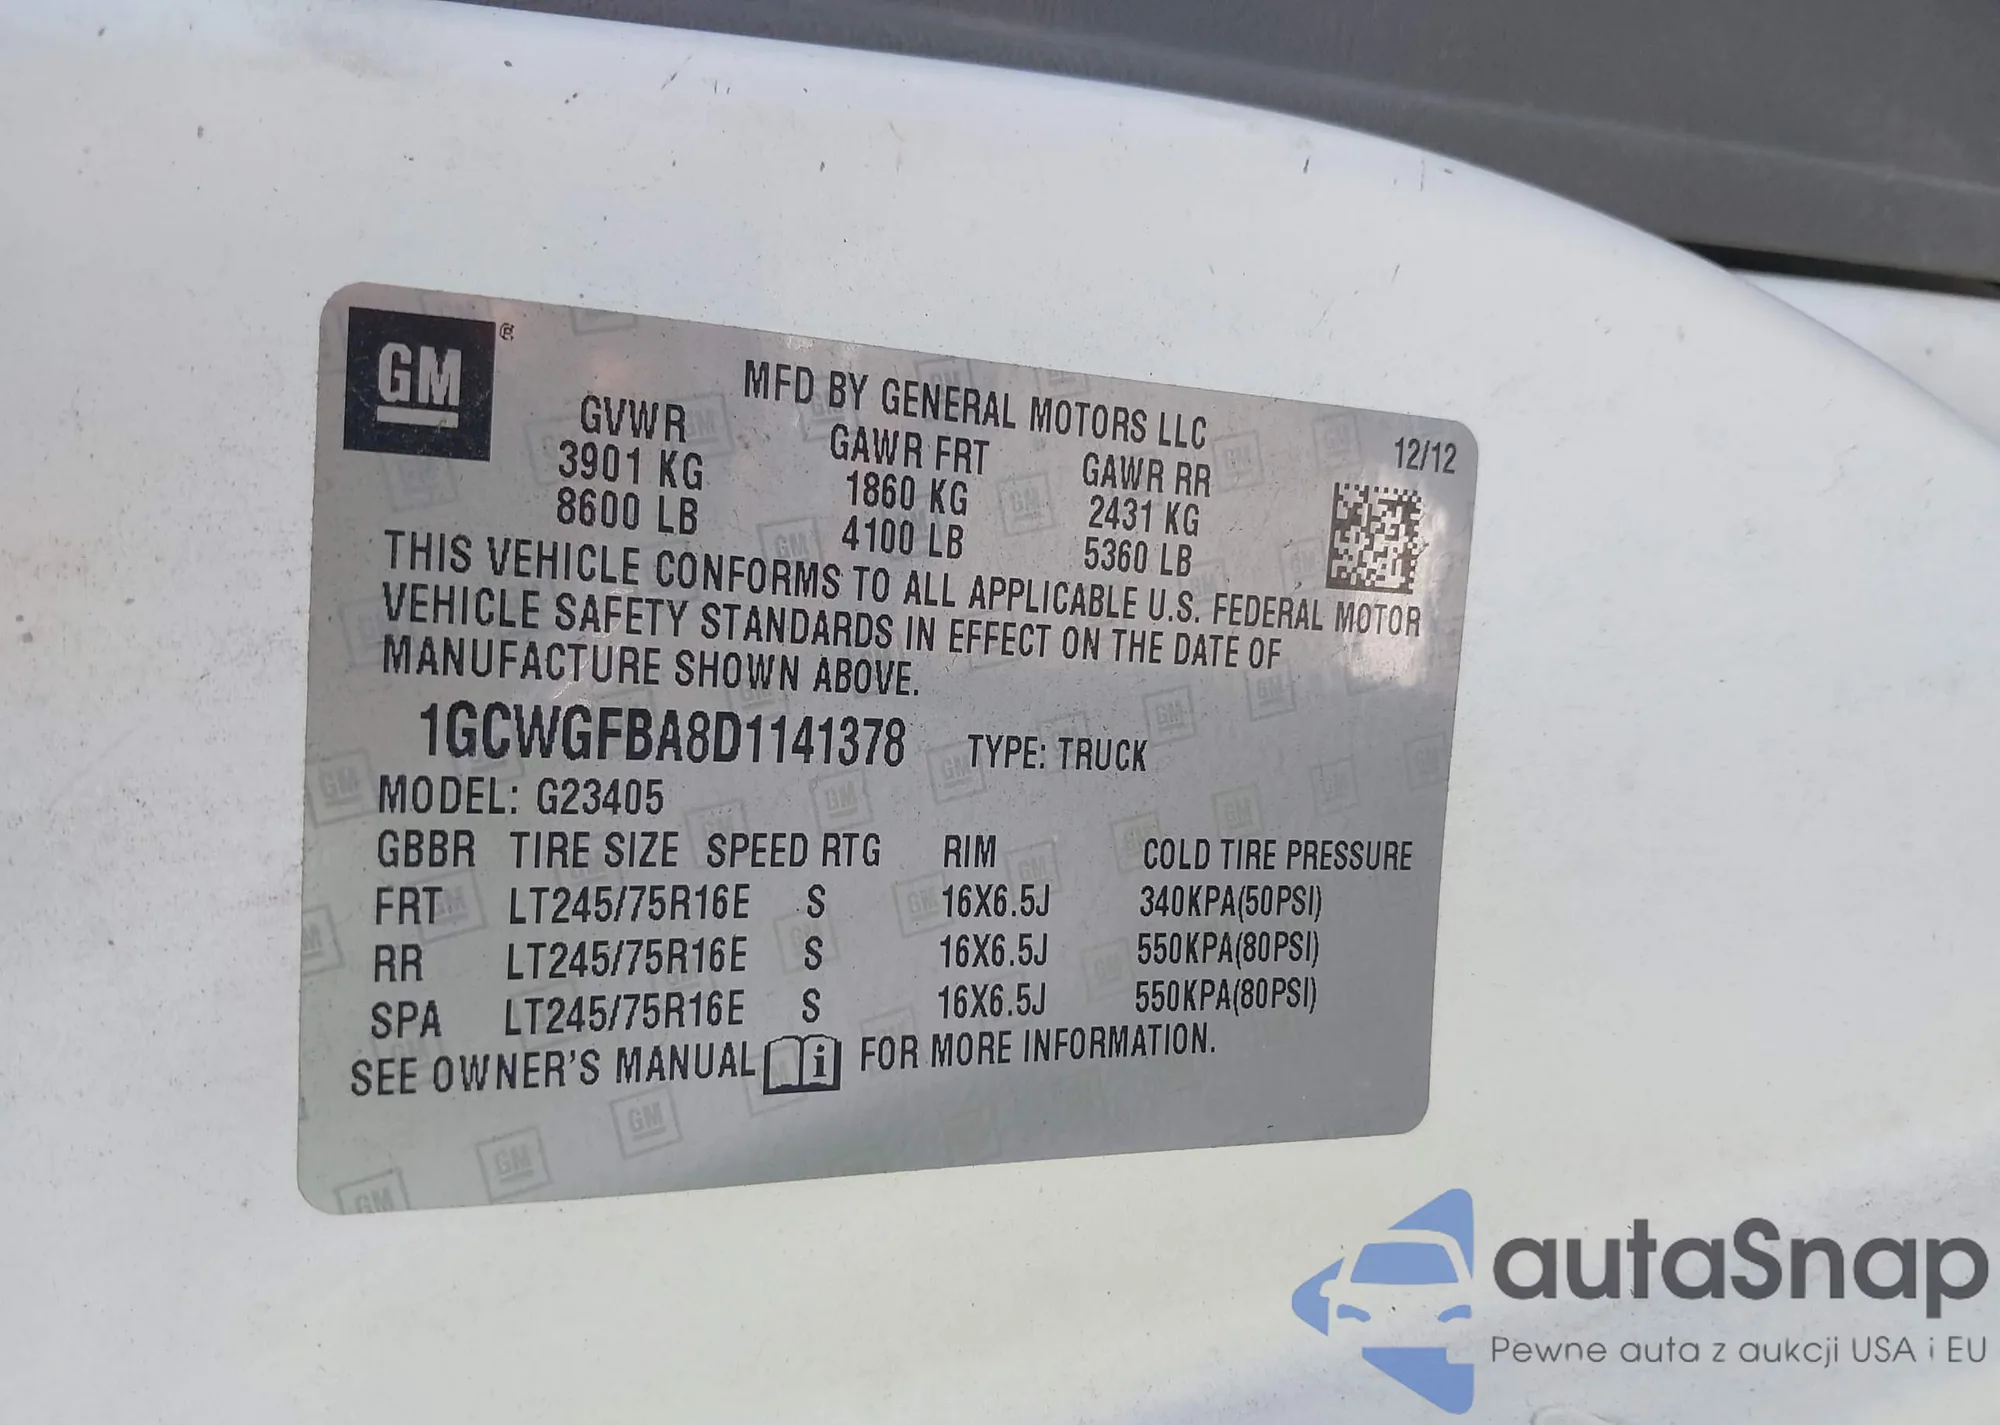 GM
MFD BY GENERAL MOTORS LLC
12/12
GVWR GAWR FRT GAWR RR
3901 KG 1860 KG 2431 KG
8600 LB 4100 LB 5360 LB
THIS VEHICLE CONFORMS TO ALL APPLICABLE U.S. FEDERAL MOTOR
VEHICLE SAFETY STANDARDS IN EFFECT ON THE DATE OF
MANUFACTURE SHOWN ABOVE.
1GCWGFBA8D1141378 TYPE: TRUCK
MODEL: G23405
GBBR TIRE SIZE SPEED RTG RIM COLD TIRE PRESSURE
FRT LT245/75R16E S 16X6.5J 340KPA(50PSI)
RR LT245/75R16E S 16X6.5J 550KPA(80PSI)
SPA LT245/75R16E S 16X6.5J 550KPA(80PSI)
SEE OWNER'S MANUAL i FOR MORE INFORMATION.
autaSnap
Pewne auta z aukcji USA i EU